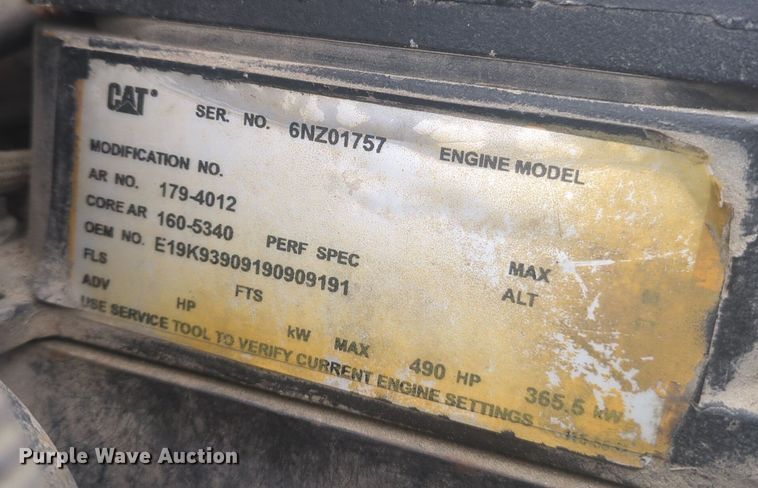 CAT SER. NO. 6NZ01757 ENGINE MODEL
MODIFICATION NO.
AR NO. 179-4012
CORE AR 160-5340 PERF SPEC MAX
OEM NO. E19K93909190909191 ALT
FLS FTS
ADV HP kW MAX 490 HP 365.5 kW
USE SERVICE TOOL TO VERIFY CURRENT ENGINE SETTINGS
Purple Wave Auction